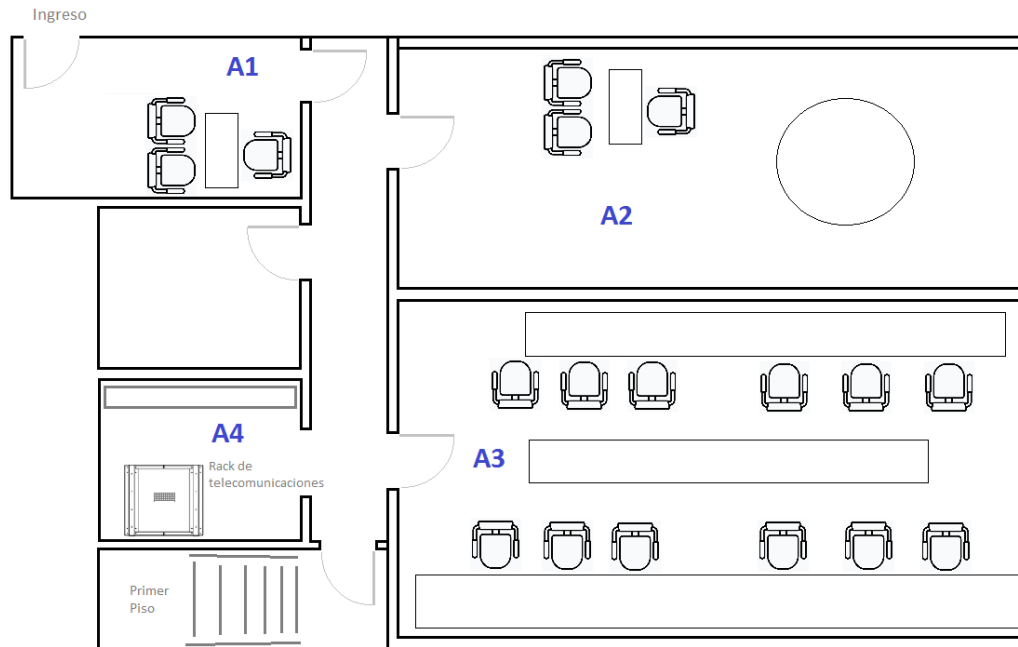 Ingreso
A1
A2
A3
A4
Rack de
telecomunicaciones
Primer
Piso